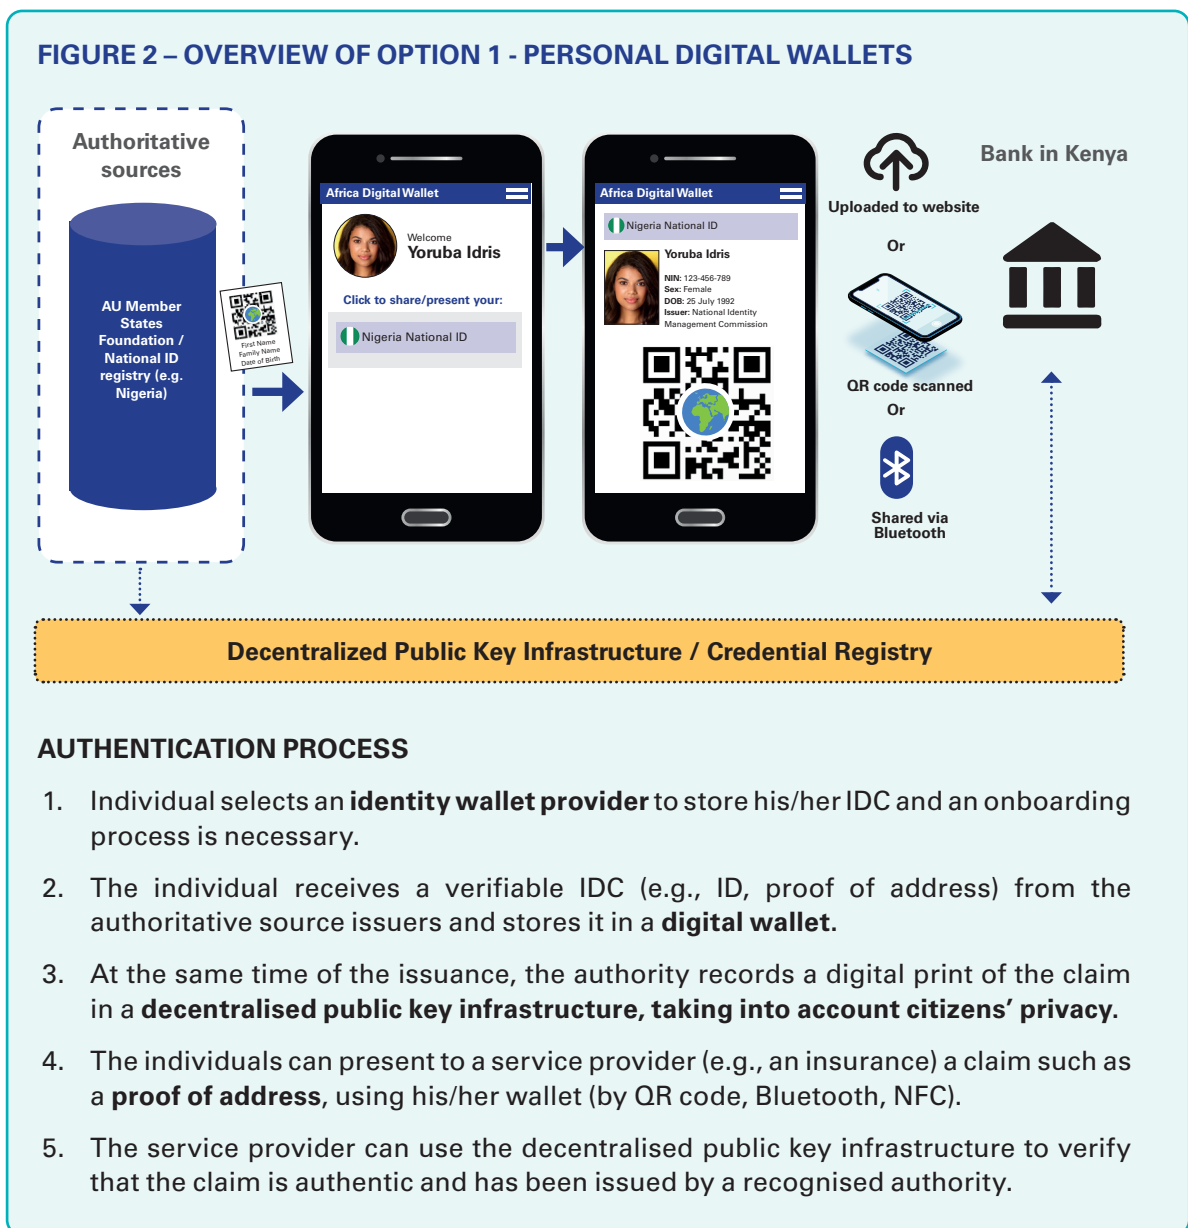 FIGURE 2 – OVERVIEW OF OPTION 1 - PERSONAL DIGITAL WALLETS
Authoritative
sources
AU Member
States
Foundation /
National ID
registry (e.g.
Nigeria)
First Name
Family Name
Date of Birth
Africa Digital Wallet
Welcome
Yoruba Idris
Click to share/present your:
Nigeria National ID
Africa Digital Wallet
Nigeria National ID
Yoruba Idris
NIN: 123-456-789
Sex: Female
DOB: 25 July 1992
Issuer: National Identity
Management Commission
Uploaded to website
Or
QR code scanned
Or
Shared via
Bluetooth
Bank in Kenya
Decentralized Public Key Infrastructure / Credential Registry
AUTHENTICATION PROCESS
1. Individual selects an identity wallet provider to store his/her IDC and an onboarding
process is necessary.
2. The individual receives a verifiable IDC (e.g., ID, proof of address) from the
authoritative source issuers and stores it in a digital wallet.
3. At the same time of the issuance, the authority records a digital print of the claim
in a decentralised public key infrastructure, taking into account citizens’ privacy.
4. The individuals can present to a service provider (e.g., an insurance) a claim such as
a proof of address, using his/her wallet (by QR code, Bluetooth, NFC).
5. The service provider can use the decentralised public key infrastructure to verify
that the claim is authentic and has been issued by a recognised authority.